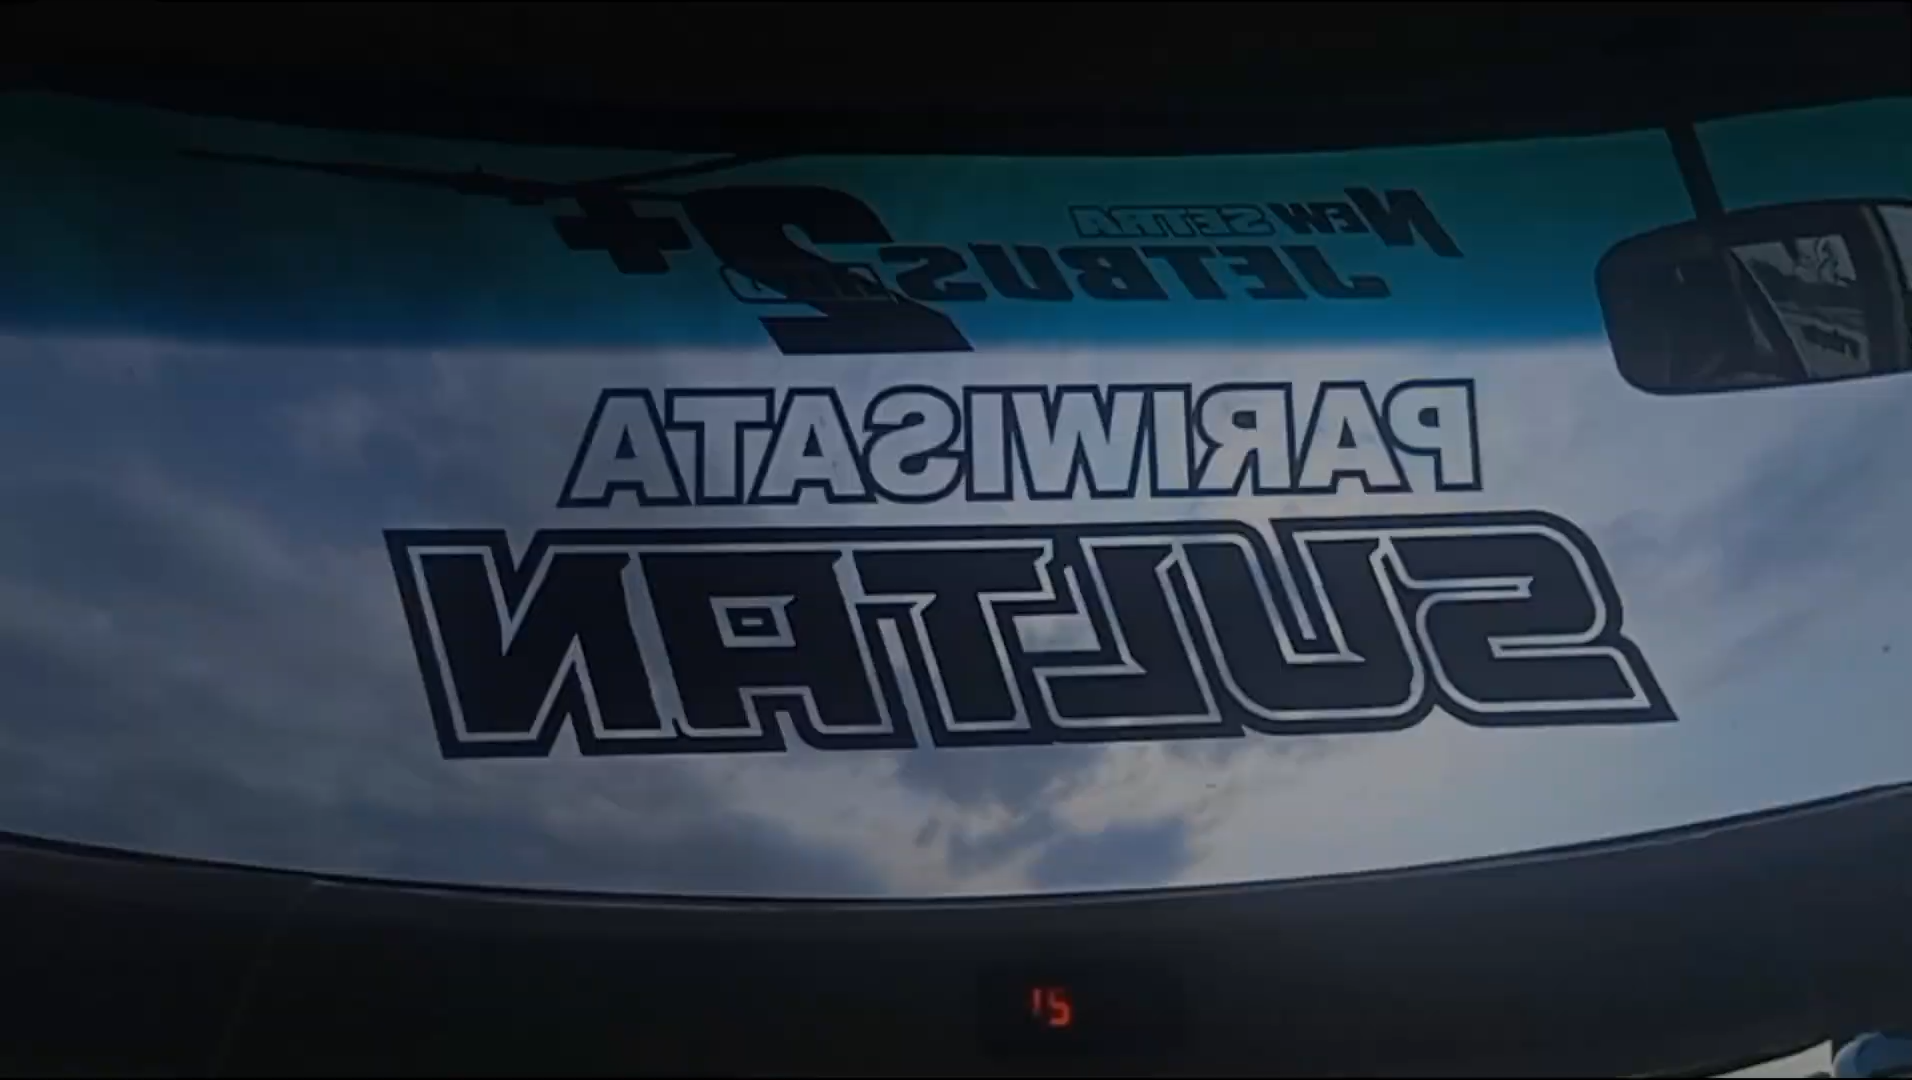 NEW SETRA
JETBUS 2+
PARIWISATA
SULTAN
15